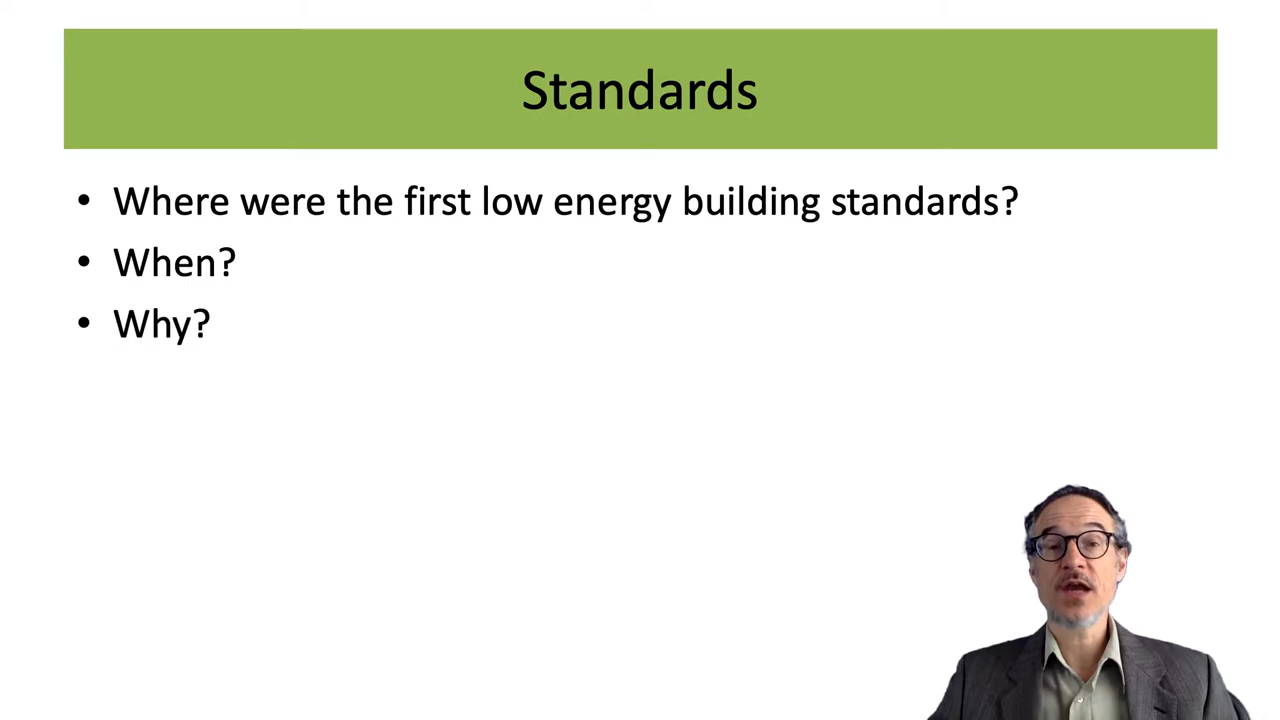 Standards
• Where were the first low energy building standards?
• When?
• Why?